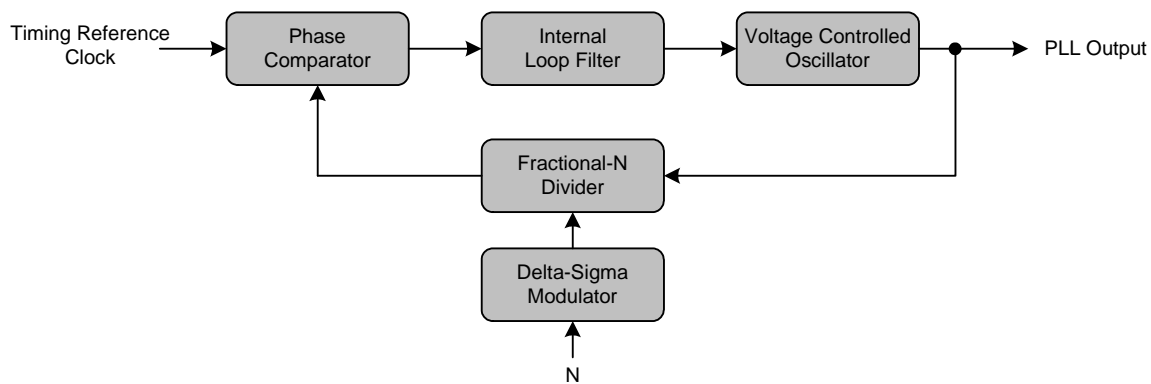 Timing Reference
Clock
Phase
Comparator
Internal
Loop Filter
Voltage Controlled
Oscillator
PLL Output
Fractional-N
Divider
Delta-Sigma
Modulator
N